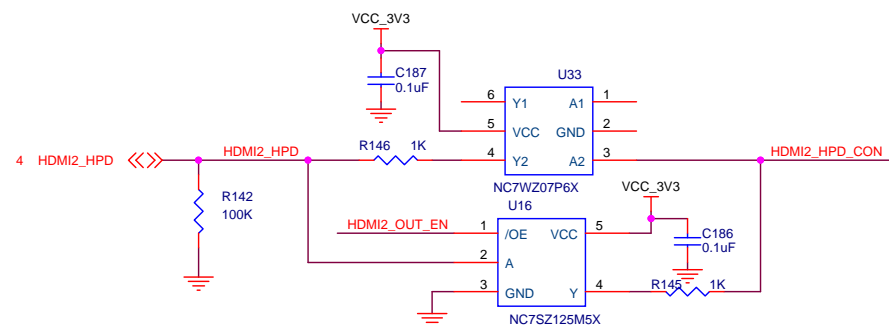 VCC_3V3
C187
0.1uF
U33
6 Y1 A1 1
5 VCC GND 2
4 Y2 A2 3
NC7WZ07P6X
4 HDMI2_HPD
HDMI2_HPD
R146 1K
HDMI2_HPD_CON
R142
100K
U16
VCC_3V3
HDMI2_OUT_EN
1 /OE VCC 5
2 A
3 GND Y 4
C186
0.1uF
R145 1K
NC7SZ125M5X